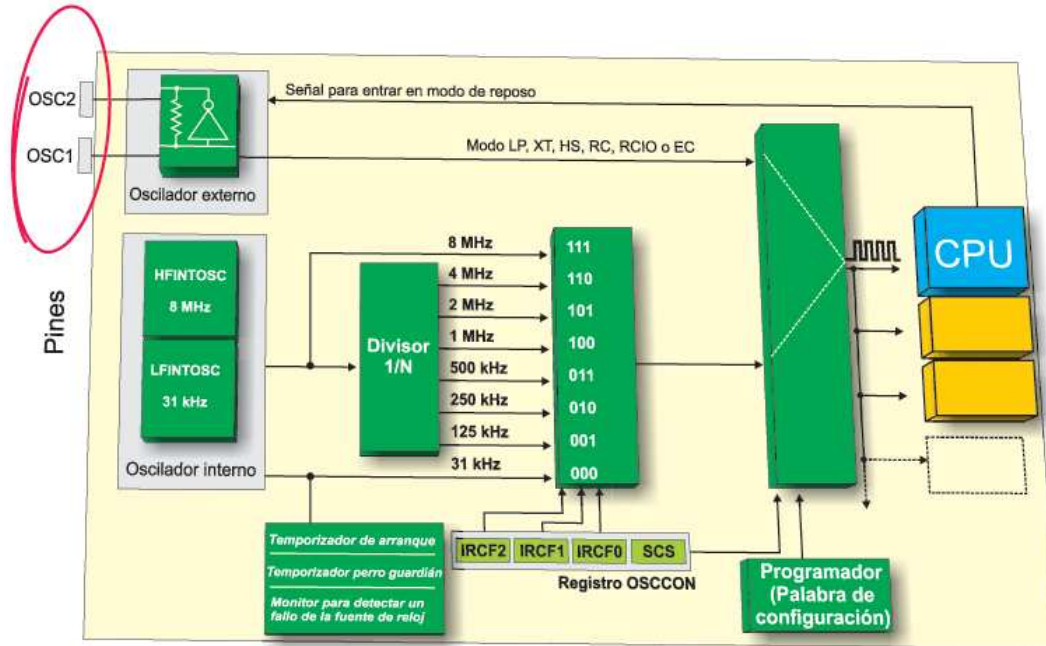 OSC2
OSC1
Pines
Oscilador externo
Señal para entrar en modo de reposo
Modo LP, XT, HS, RC, RCIO o EC
HFINTOSC
8 MHz
LFINTOSC
31 kHz
Oscilador interno
Divisor
1/N
8 MHz
4 MHz
2 MHz
1 MHz
500 kHz
250 kHz
125 kHz
31 kHz
111
110
101
100
011
010
001
000
CPU
Temporizador de arranque
Temporizador perro guardián
Monitor para detectar un
fallo de la fuente de reloj
IRCF2 IRCF1 IRCF0 SCS
Registro OSCCON
Programador
(Palabra de
configuración)